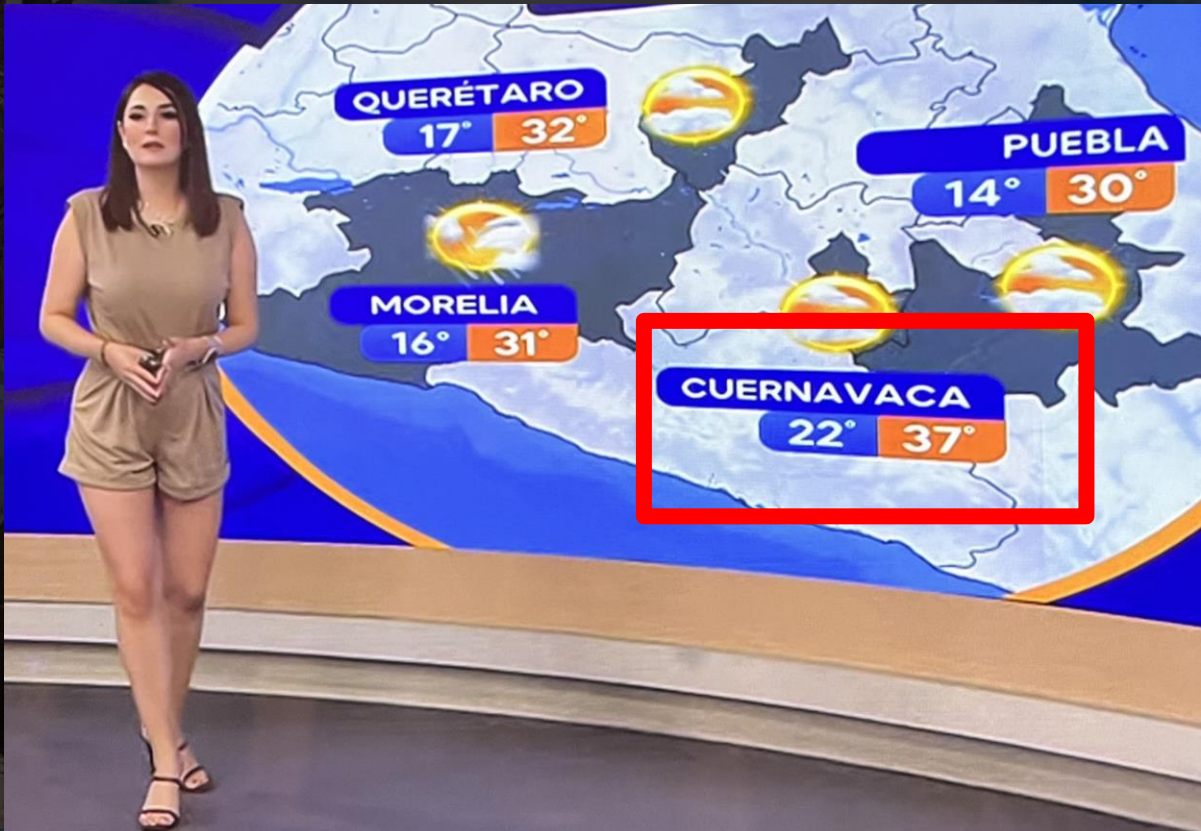 QUERÉTARO
17° 32°
PUEBLA
14° 30°
MORELIA
16° 31°
CUERNAVACA
22° 37°